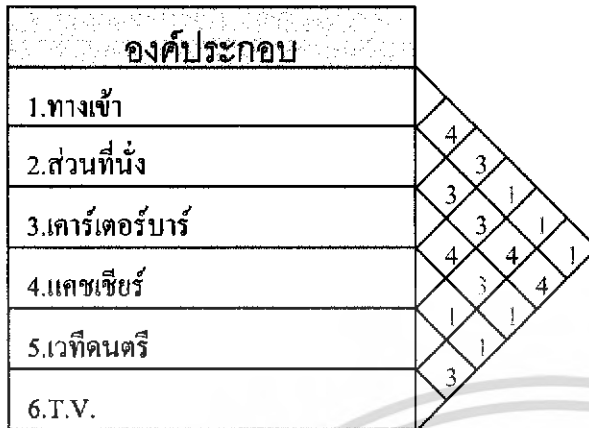 องค์ประกอบ
1.ทางเข้า
2.ส่วนที่นั่ง
3.เคาร์เตอร์บาร์
4.แคชเชียร์
5.เวทีดนตรี
6.T.V.
4
3
3
1
3
1
4
4
1
3
4
1
1
1
3